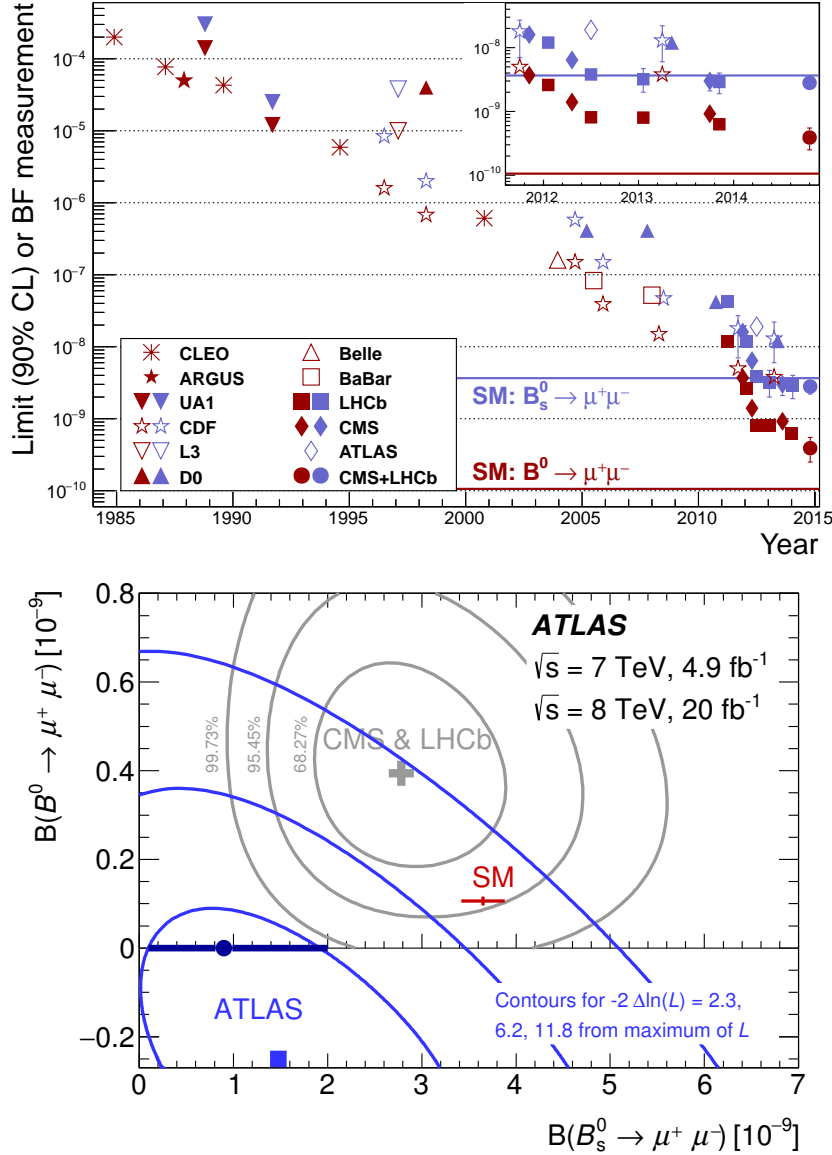 Limit (90% CL) or BF measurement
10⁻⁴
10⁻⁵
10⁻⁶
10⁻⁷
10⁻⁸
10⁻⁹
10⁻¹⁰
1985 1990 1995 2000 2005 2010 2015
Year
10⁻⁸
10⁻⁹
10⁻¹⁰
2012 2013 2014
CLEO
ARGUS
UA1
CDF
L3
D0
Belle
BaBar
LHCb
CMS
ATLAS
CMS+LHCb
SM: B⁰ₛ → μ⁺μ⁻
SM: B⁰ → μ⁺μ⁻
B(B⁰ → μ⁺ μ⁻) [10⁻⁹]
0.8
0.6
0.4
0.2
0
−0.2
ATLAS
√s = 7 TeV, 4.9 fb⁻¹
√s = 8 TeV, 20 fb⁻¹
99.73%
95.45%
68.27%
CMS & LHCb
SM
ATLAS
Contours for -2 Δln(L) = 2.3,
6.2, 11.8 from maximum of L
0 1 2 3 4 5 6 7
B(B⁰ₛ → μ⁺ μ⁻) [10⁻⁹]